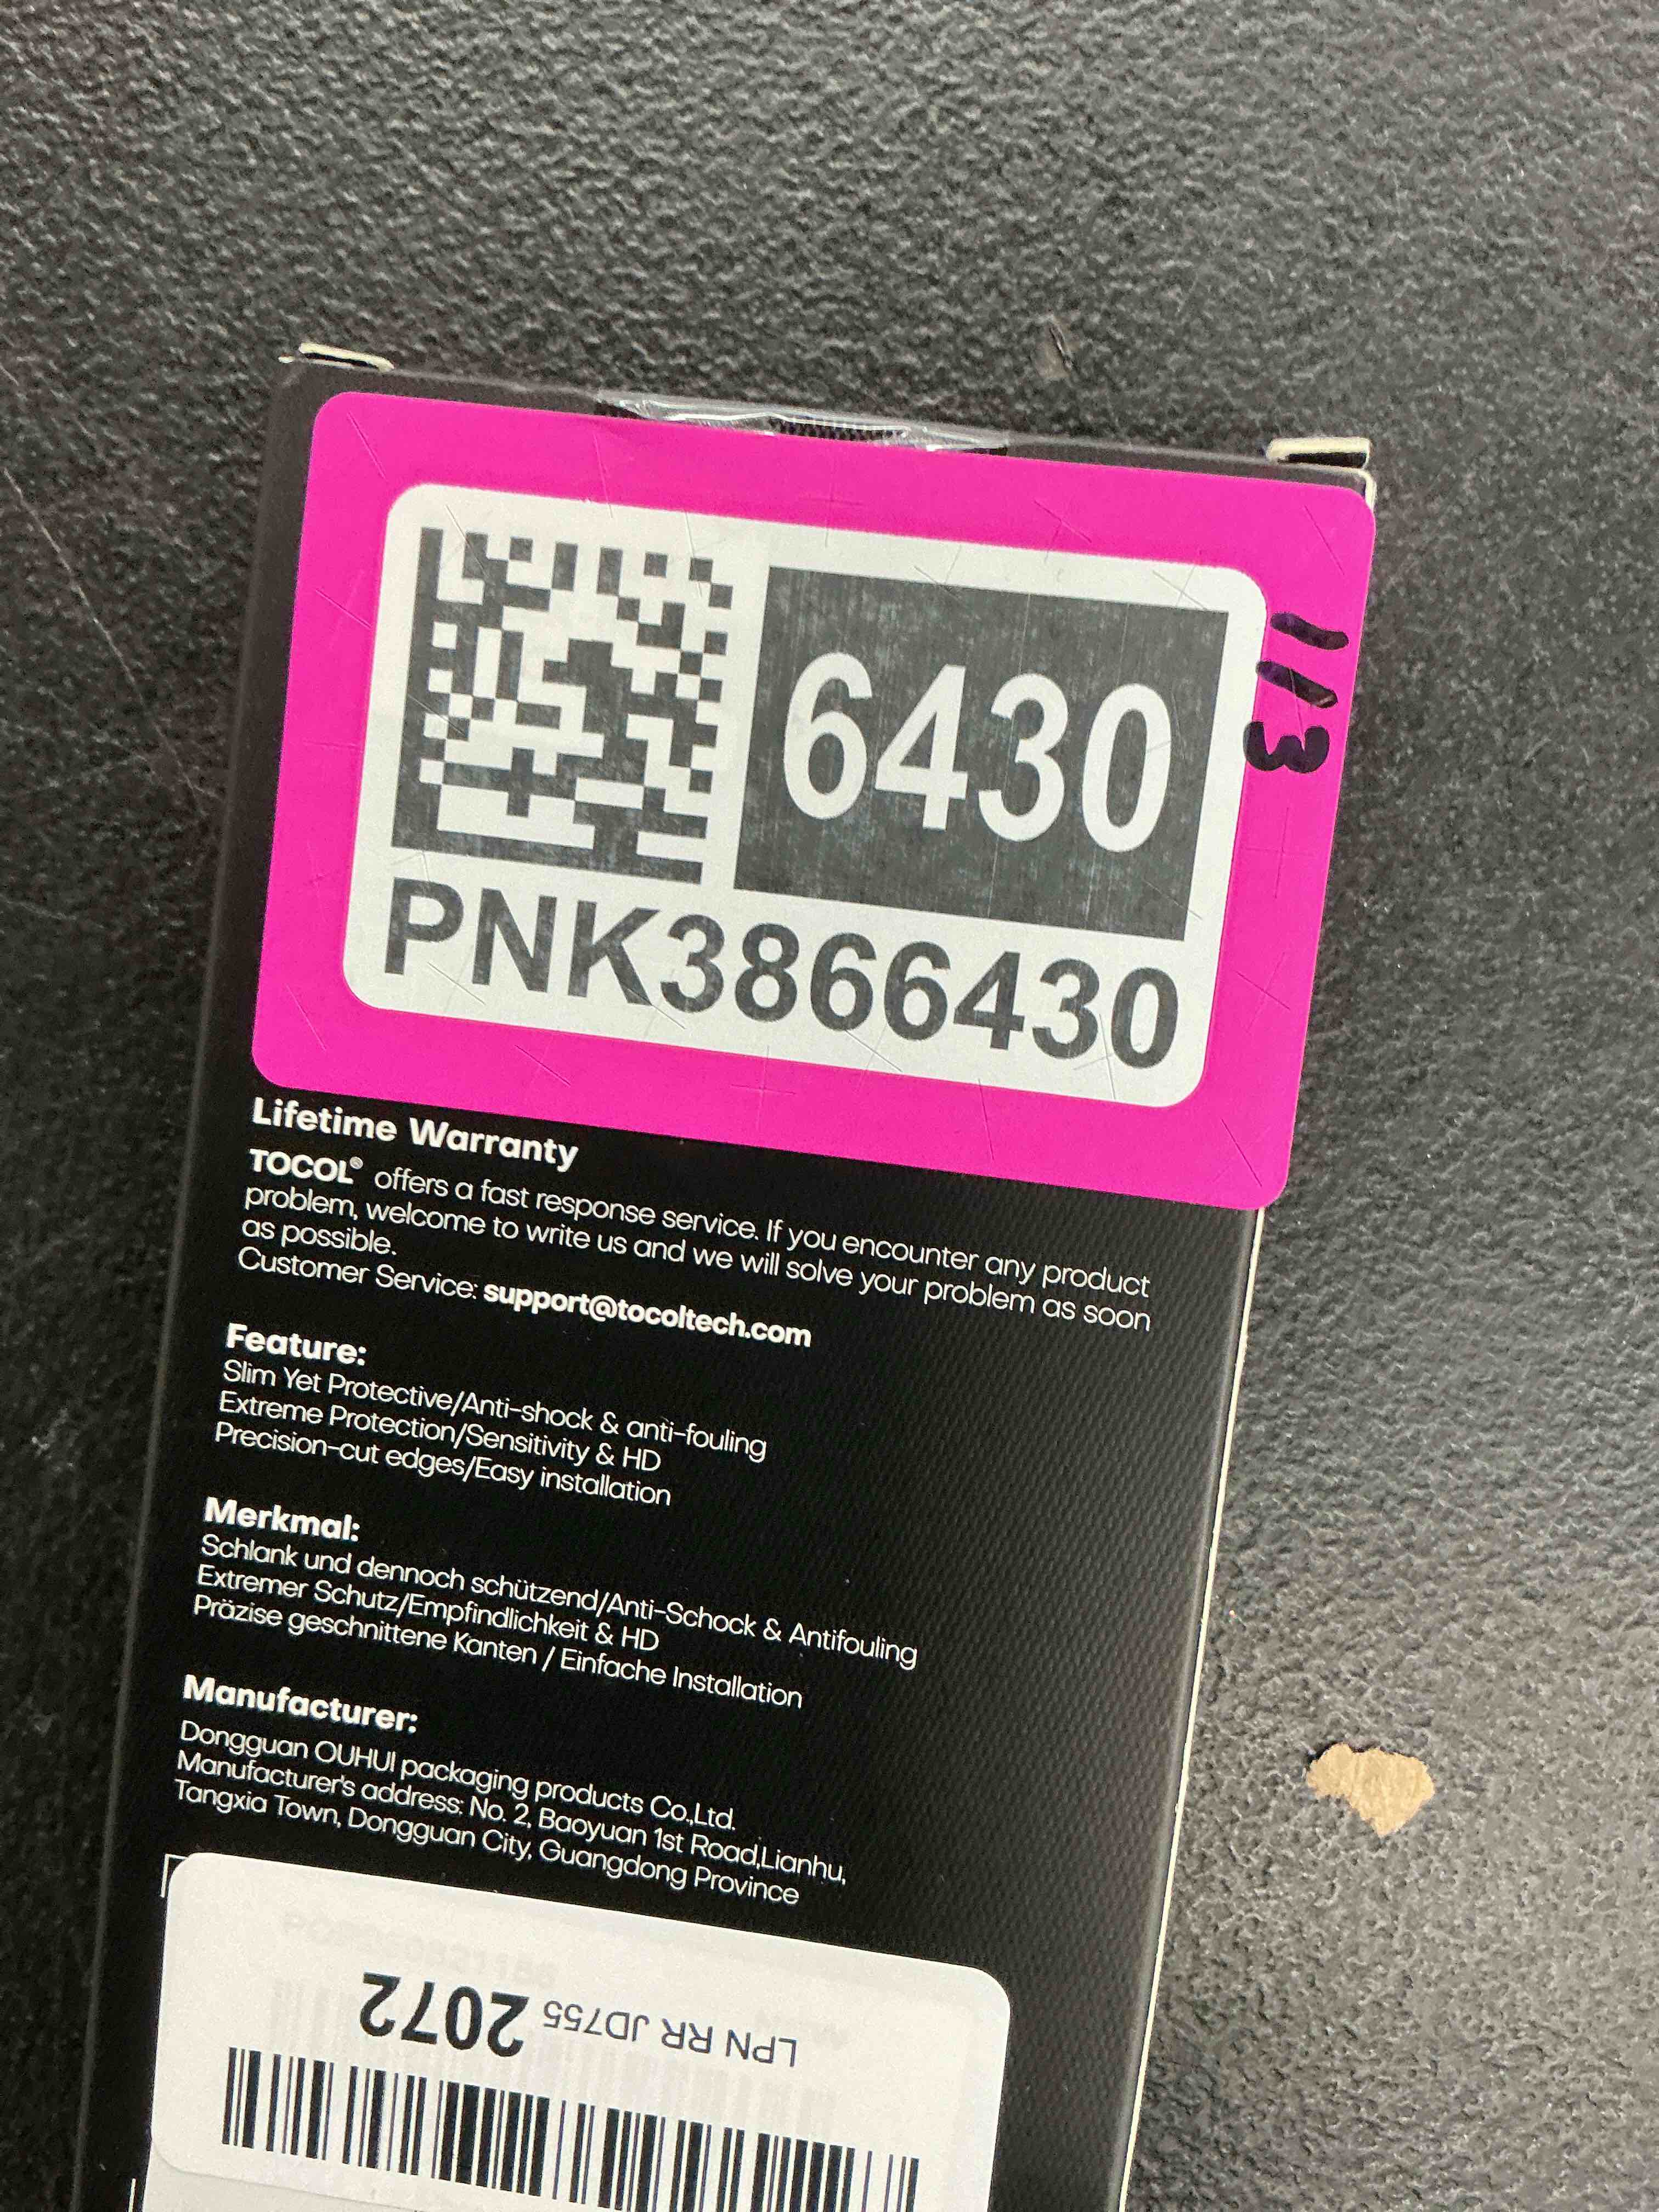 6430
11/3
PNK3866430
Lifetime Warranty
TOCOL® offers a fast response service. If you encounter any product
problem, welcome to write us and we will solve your problem as soon
as possible.
Customer Service: support@tocoltech.com
Feature:
Slim Yet Protective/Anti-shock & anti-fouling
Extreme Protection/Sensitivity & HD
Precision-cut edges/Easy installation
Merkmal:
Schlank und dennoch schützend/Anti-Schock & Antifouling
Extremer Schutz/Empfindlichkeit & HD
Präzise geschnittene Kanten / Einfache Installation
Manufacturer:
Dongguan OUHUI packaging products Co.,Ltd.
Manufacturer's address: No. 2, Baoyuan 1st Road,Lianhu,
Tangxia Town, Dongguan City, Guangdong Province
LPN RR JD755 2072